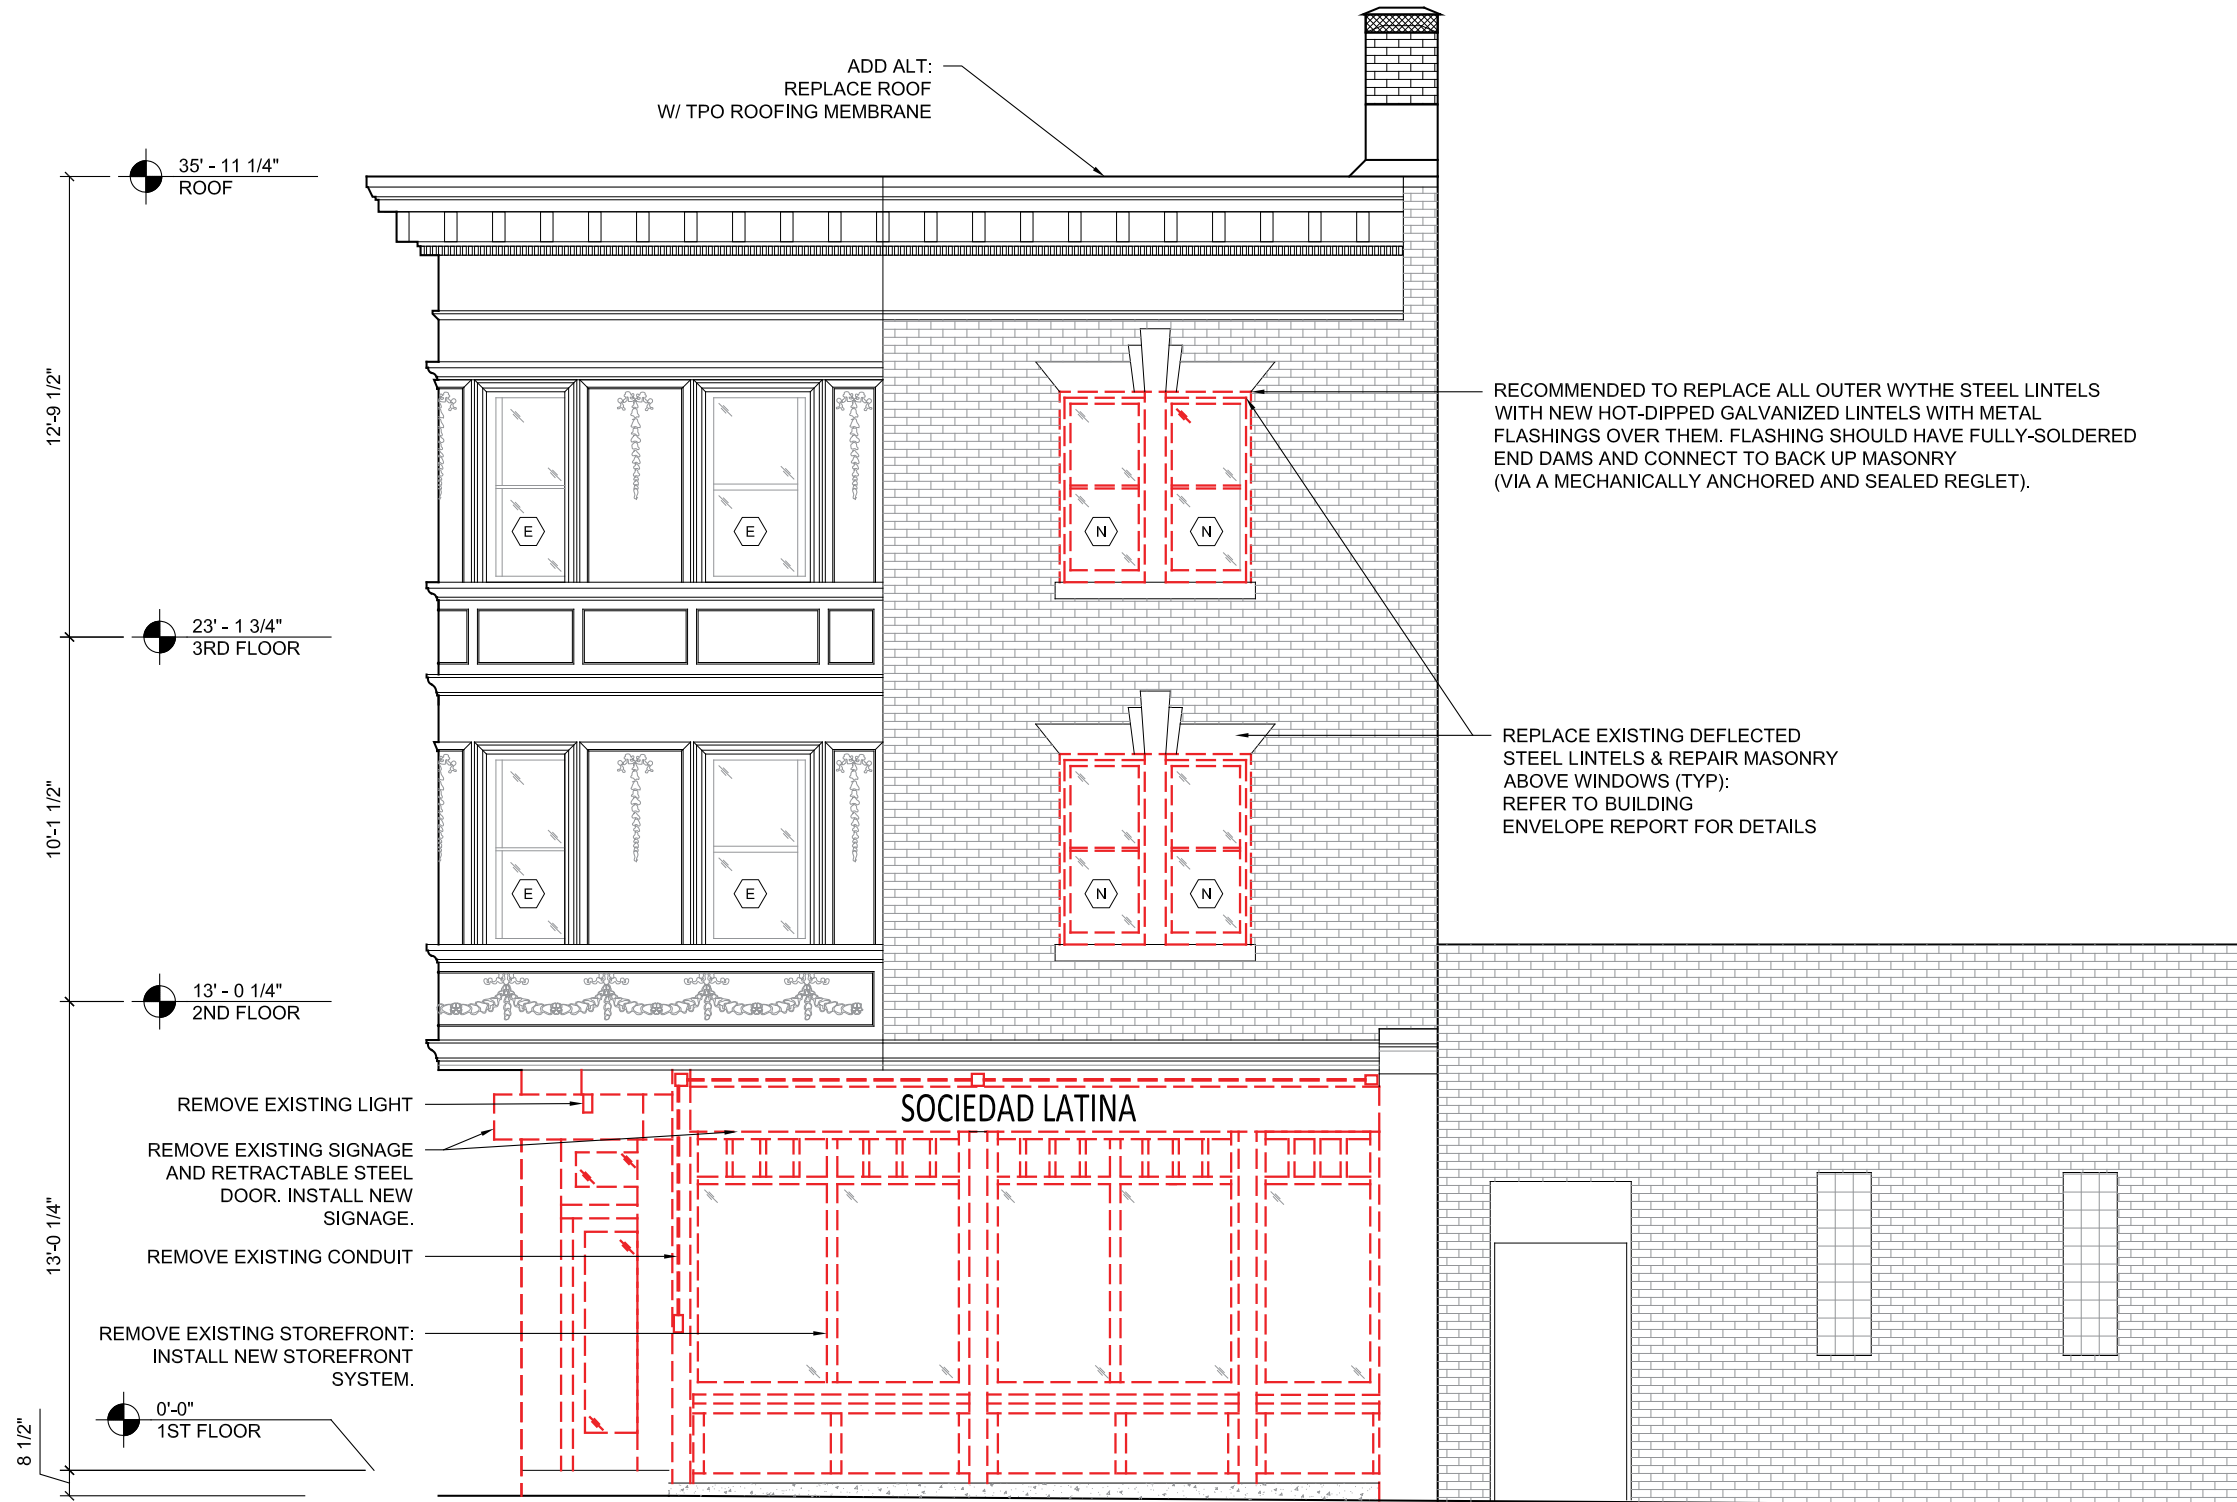 ADD ALT:
REPLACE ROOF
W/ TPO ROOFING MEMBRANE
35' - 11 1/4"
ROOF
12'-9 1/2"
RECOMMENDED TO REPLACE ALL OUTER WYTHE STEEL LINTELS
WITH NEW HOT-DIPPED GALVANIZED LINTELS WITH METAL
FLASHINGS OVER THEM. FLASHING SHOULD HAVE FULLY-SOLDERED
END DAMS AND CONNECT TO BACK UP MASONRY
(VIA A MECHANICALLY ANCHORED AND SEALED REGLET).
E
E
N
N
23' - 1 3/4"
3RD FLOOR
REPLACE EXISTING DEFLECTED
STEEL LINTELS & REPAIR MASONRY
ABOVE WINDOWS (TYP):
REFER TO BUILDING
ENVELOPE REPORT FOR DETAILS
10'-1 1/2"
E
E
N
N
13' - 0 1/4"
2ND FLOOR
SOCIEDAD LATINA
REMOVE EXISTING LIGHT
REMOVE EXISTING SIGNAGE
AND RETRACTABLE STEEL
DOOR. INSTALL NEW
SIGNAGE.
13'-0 1/4"
REMOVE EXISTING CONDUIT
REMOVE EXISTING STOREFRONT:
INSTALL NEW STOREFRONT
SYSTEM.
0'-0"
1ST FLOOR
8 1/2"